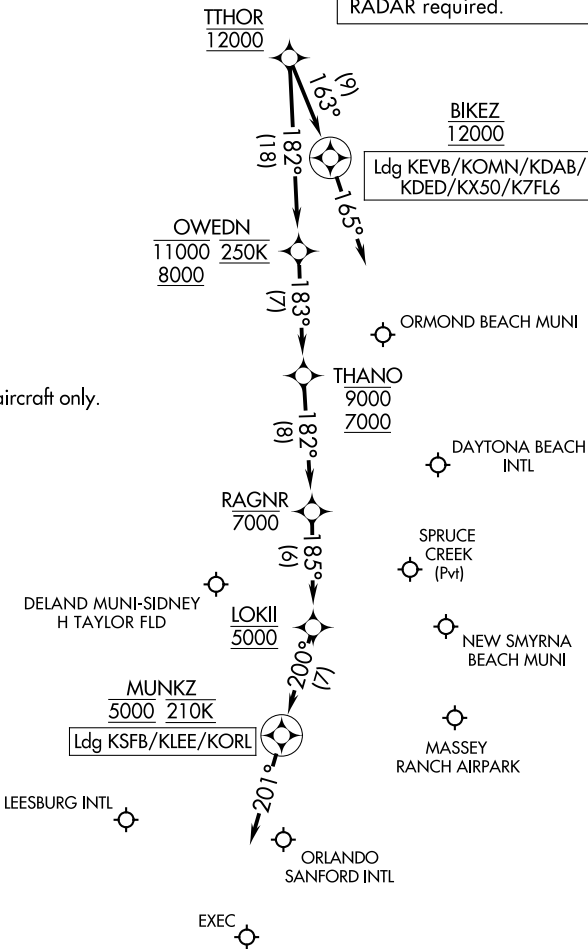 RADAR required.
TTHOR
12000
(9)
163°
182°
(18)
BIKEZ
12000
Ldg KEVB/KOMN/KDAB/
KDED/KX50/K7FL6
165°
OWEDN
11000 250K
8000
183°
(7)
ORMOND BEACH MUNI
THANO
9000
7000
aircraft only.
182°
(8)
DAYTONA BEACH
INTL
RAGNR
7000
185°
(6)
SPRUCE
CREEK
(Pvt)
DELAND MUNI-SIDNEY
H TAYLOR FLD
LOKII
5000
NEW SMYRNA
BEACH MUNI
200°
(7)
MUNKZ
5000 210K
Ldg KSFB/KLEE/KORL
MASSEY
RANCH AIRPARK
201°
LEESBURG INTL
ORLANDO
SANFORD INTL
EXEC